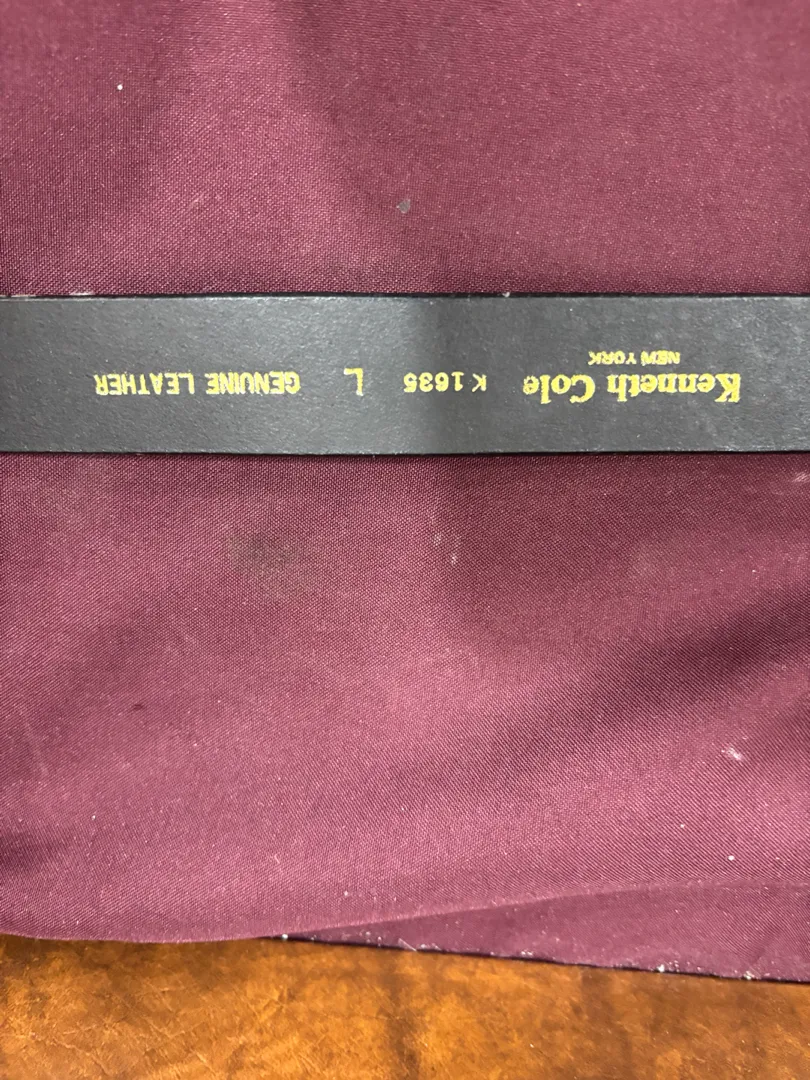 Kenneth Cole K 1635 L GENUINE LEATHER
NEW YORK